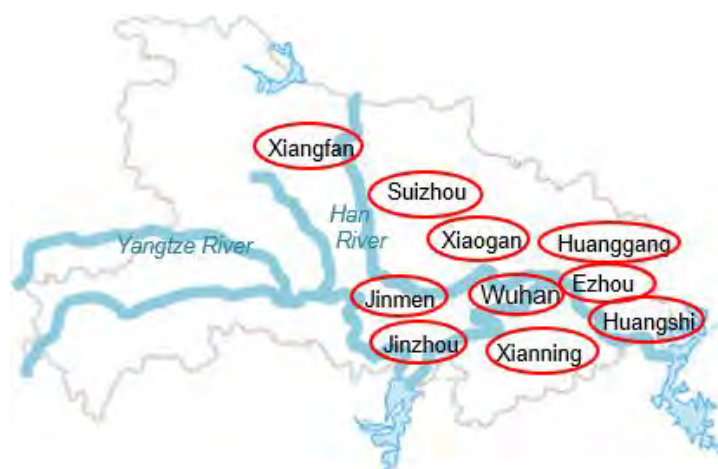 Xiangfan
Suizhou
Han
River
Yangtze River
Xiaogan
Huanggang
Ezhou
Jinmen
Wuhan
Huangshi
Jinzhou
Xianning